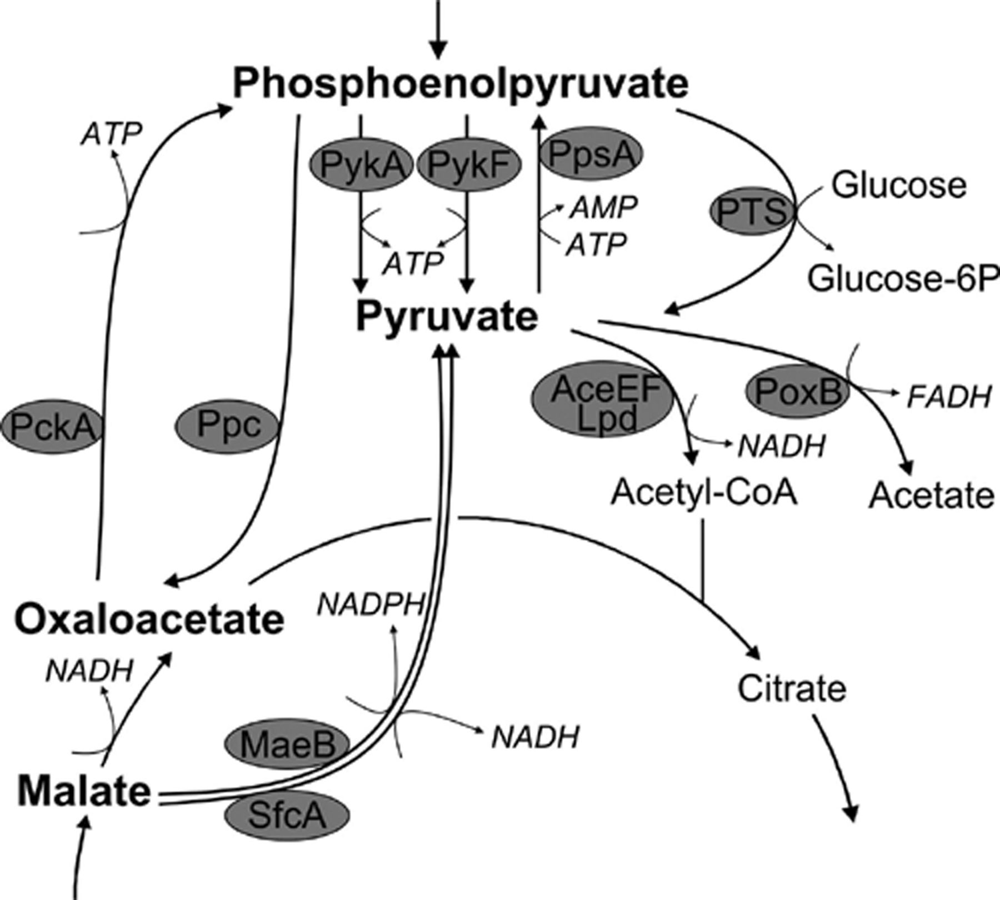 Phosphoenolpyruvate
ATP
PykA
PykF
PpsA
Glucose
AMP
PTS
ATP
ATP
Glucose-6P
Pyruvate
PckA
Ppc
AceEF
Lpd
PoxB
FADH
NADH
Acetyl-CoA
Acetate
NADPH
Oxaloacetate
NADH
Citrate
NADH
MaeB
Malate
SfcA